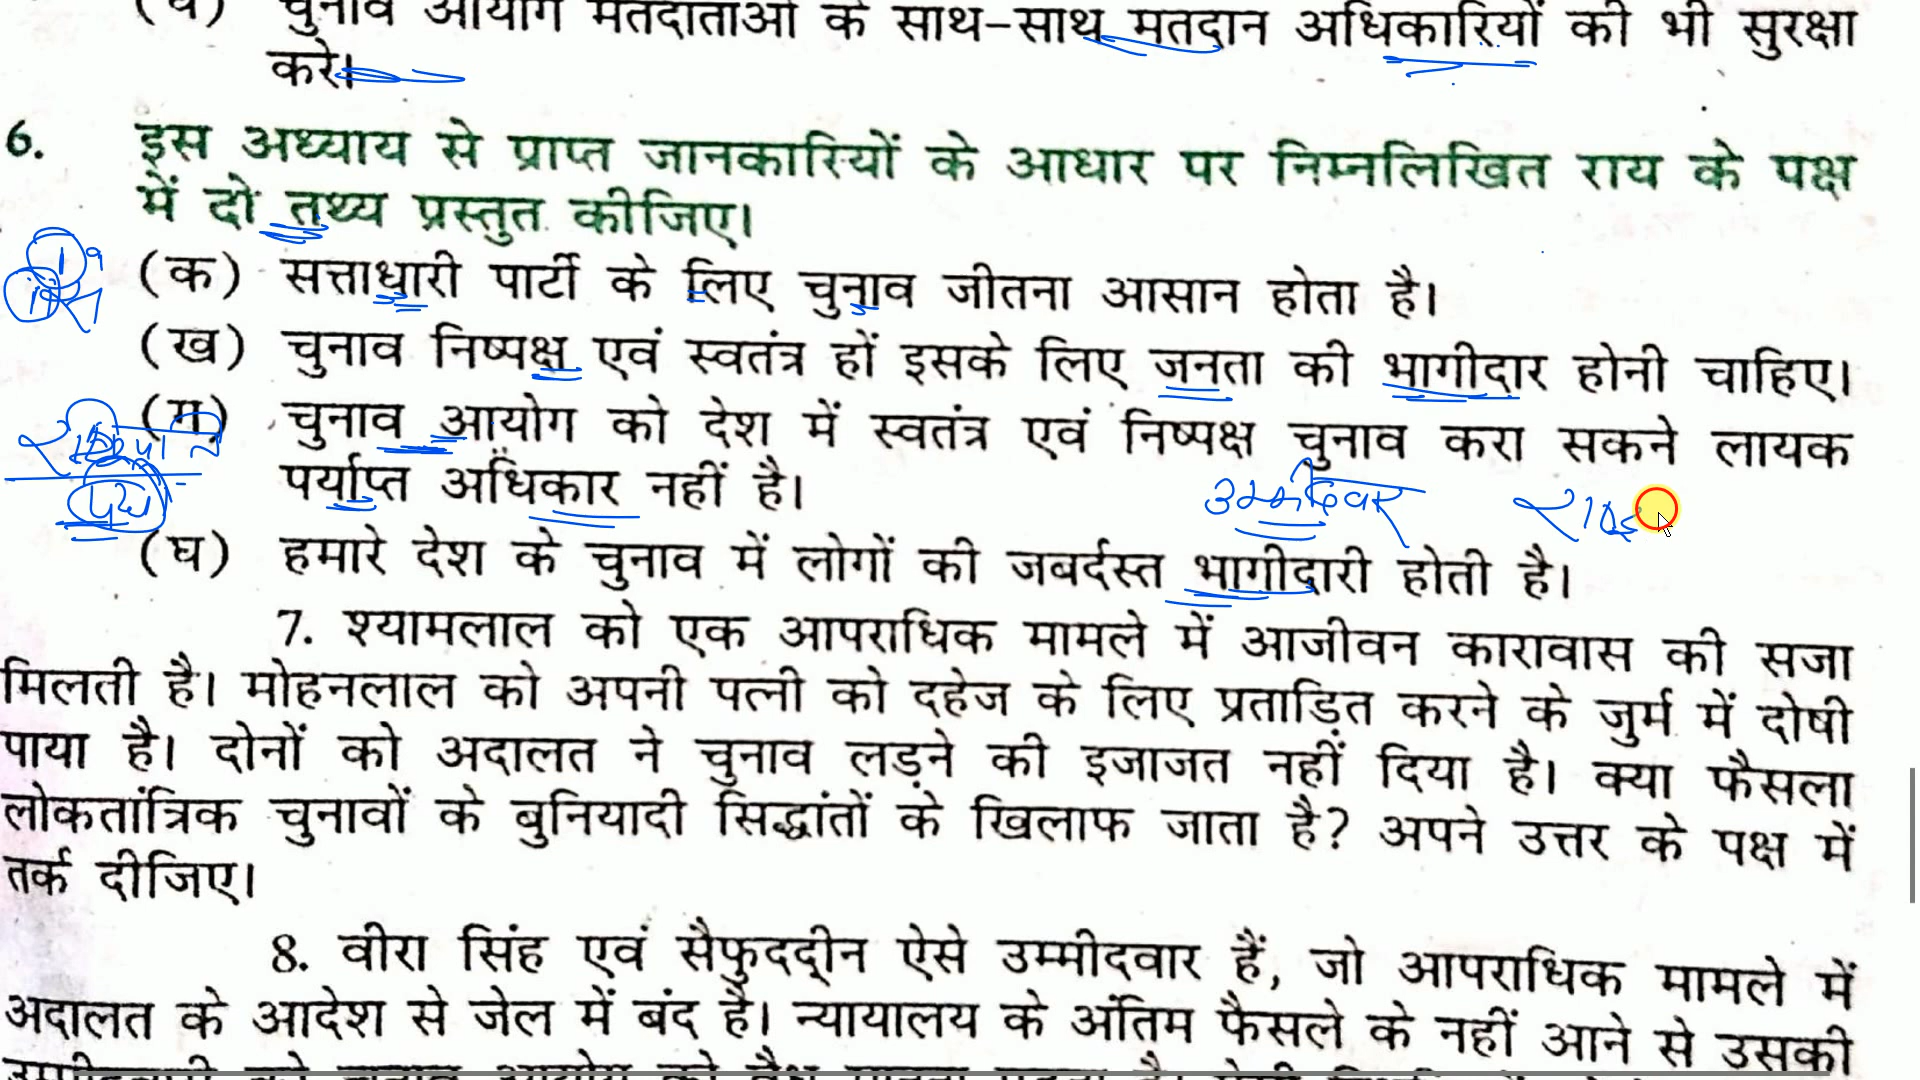 (घ) चुनाव आयोग मतदाताओं के साथ-साथ मतदान अधिकारियों की भी सुरक्षा
करे।
6. इस अध्याय से प्राप्त जानकारियों के आधार पर निम्नलिखित राय के पक्ष
में दो तथ्य प्रस्तुत कीजिए।
(क) सत्ताधारी पार्टी के लिए चुनाव जीतना आसान होता है।
(ख) चुनाव निष्पक्ष एवं स्वतंत्र हों इसके लिए जनता की भागीदार होनी चाहिए।
(ग) चुनाव आयोग को देश में स्वतंत्र एवं निष्पक्ष चुनाव करा सकने लायक
पर्याप्त अधिकार नहीं है।
उम्मीदवार
(घ) हमारे देश के चुनाव में लोगों की जबर्दस्त भागीदारी होती है।
7. श्यामलाल को एक आपराधिक मामले में आजीवन कारावास की सजा
मिलती है। मोहनलाल को अपनी पत्नी को दहेज के लिए प्रताड़ित करने के जुर्म में दोषी
पाया है। दोनों को अदालत ने चुनाव लड़ने की इजाजत नहीं दिया है। क्या फैसला
लोकतांत्रिक चुनावों के बुनियादी सिद्धांतों के खिलाफ जाता है? अपने उत्तर के पक्ष में
तर्क दीजिए।
8. वीरा सिंह एवं सैफुददीन ऐसे उम्मीदवार हैं, जो आपराधिक मामले में
अदालत के आदेश से जेल में बंद है। न्यायालय के अंतिम फैसले के नहीं आने से उसकी